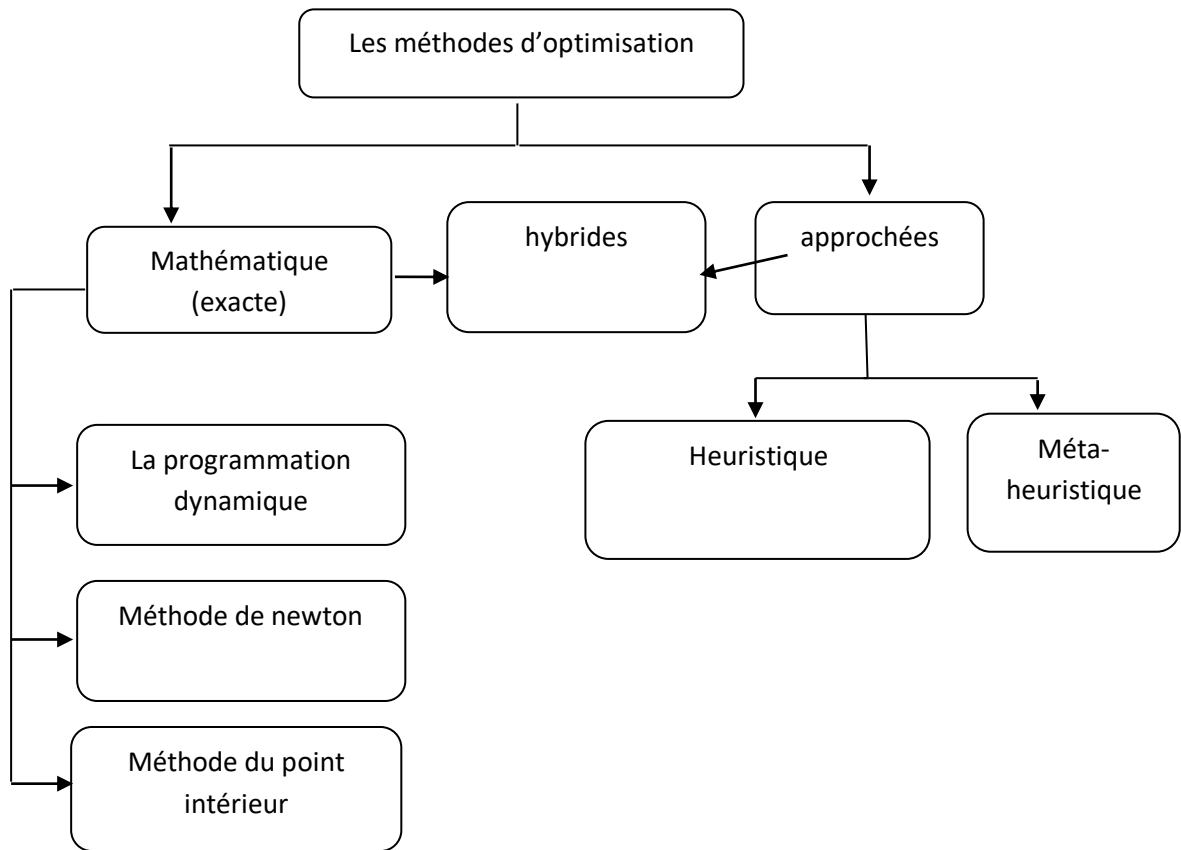 Les méthodes d’optimisation
Mathématique
(exacte)
hybrides
approchées
Heuristique
Méta-
heuristique
La programmation
dynamique
Méthode de newton
Méthode du point
intérieur